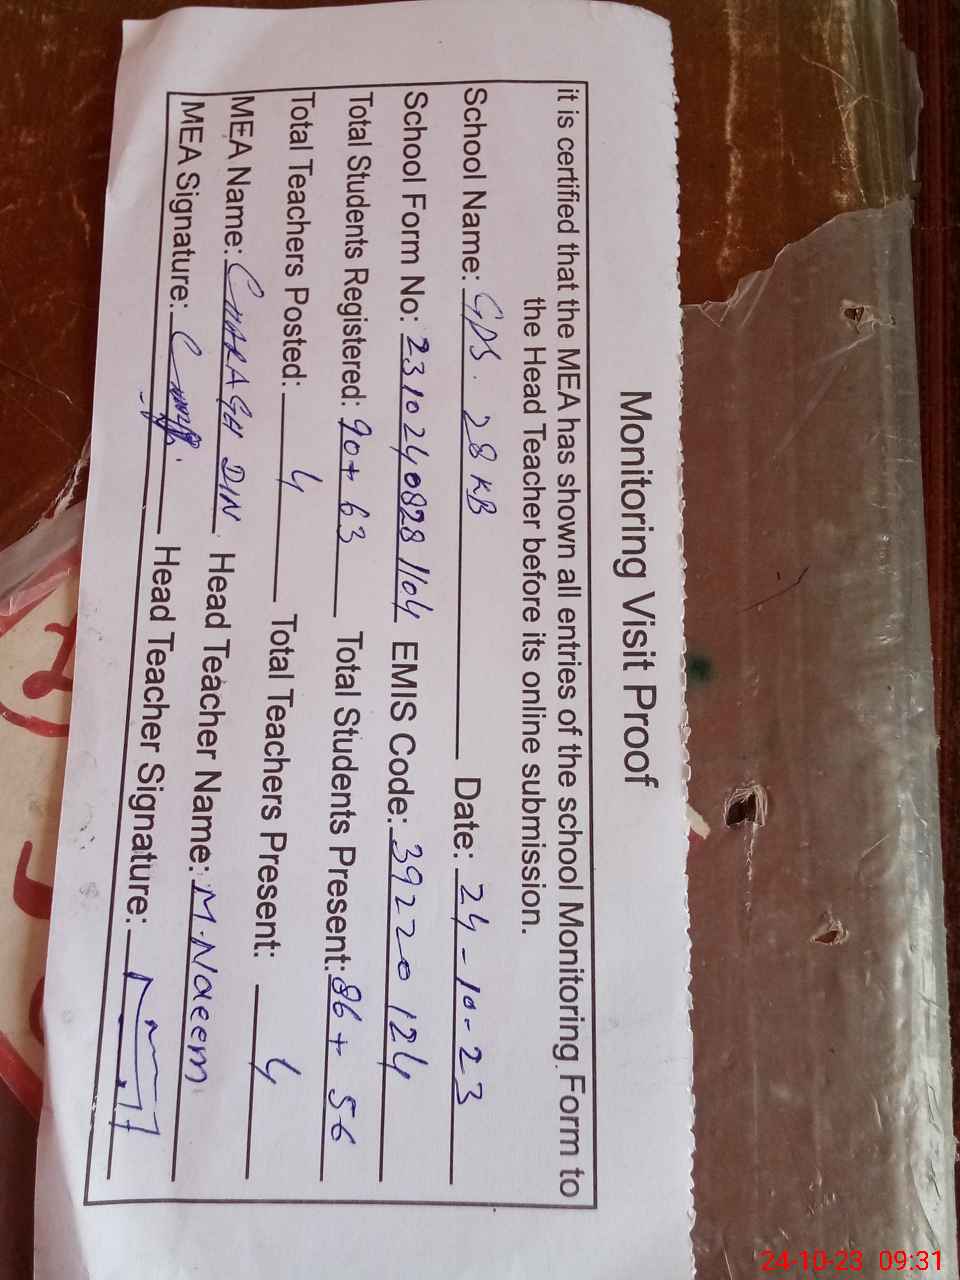 Monitoring Visit Proof
it is certified that the MEA has shown all entries of the school Monitoring Form to
the Head Teacher before its online submission.
School Name: GPS. 28 KB Date: 24-10-23
School Form No: 23102408281104 EMIS Code: 39220124
Total Students Registered: 90+63 Total Students Present: 86+56
Total Teachers Posted: 4 Total Teachers Present: 4
MEA Name: CHARAGH DIN Head Teacher Name: M.Naeem
MEA Signature: Head Teacher Signature:
24-10-23 09:31